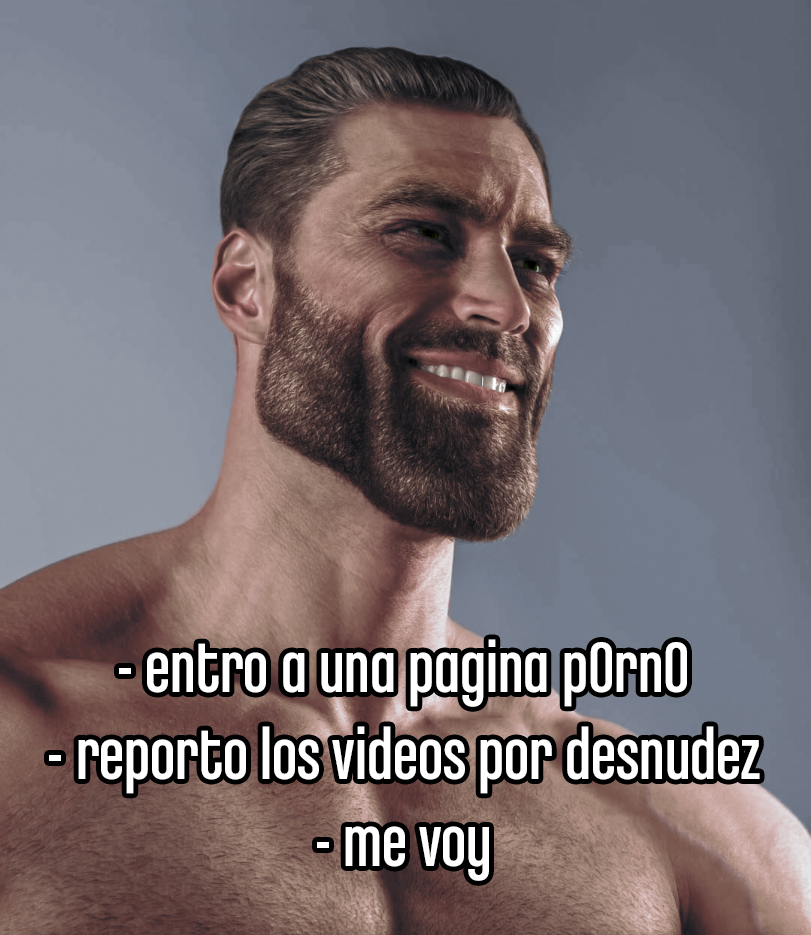 - entro a una pagina p0rn0
- reporto los videos por desnudez
- me voy